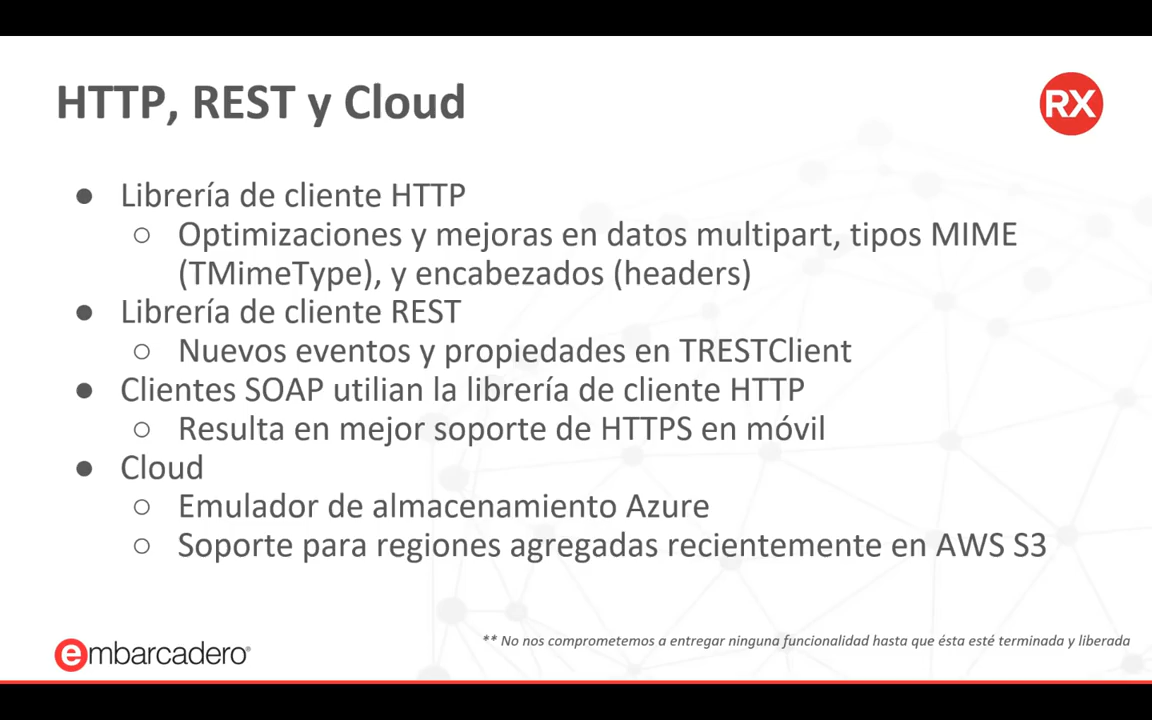 HTTP, REST y Cloud
RX
● Librería de cliente HTTP
○ Optimizaciones y mejoras en datos multipart, tipos MIME
(TMimeType), y encabezados (headers)
● Librería de cliente REST
○ Nuevos eventos y propiedades en TRESTClient
● Clientes SOAP utilian la librería de cliente HTTP
○ Resulta en mejor soporte de HTTPS en móvil
● Cloud
○ Emulador de almacenamiento Azure
○ Soporte para regiones agregadas recientemente en AWS S3
** No nos comprometemos a entregar ninguna funcionalidad hasta que ésta esté terminada y liberada
embarcadero®